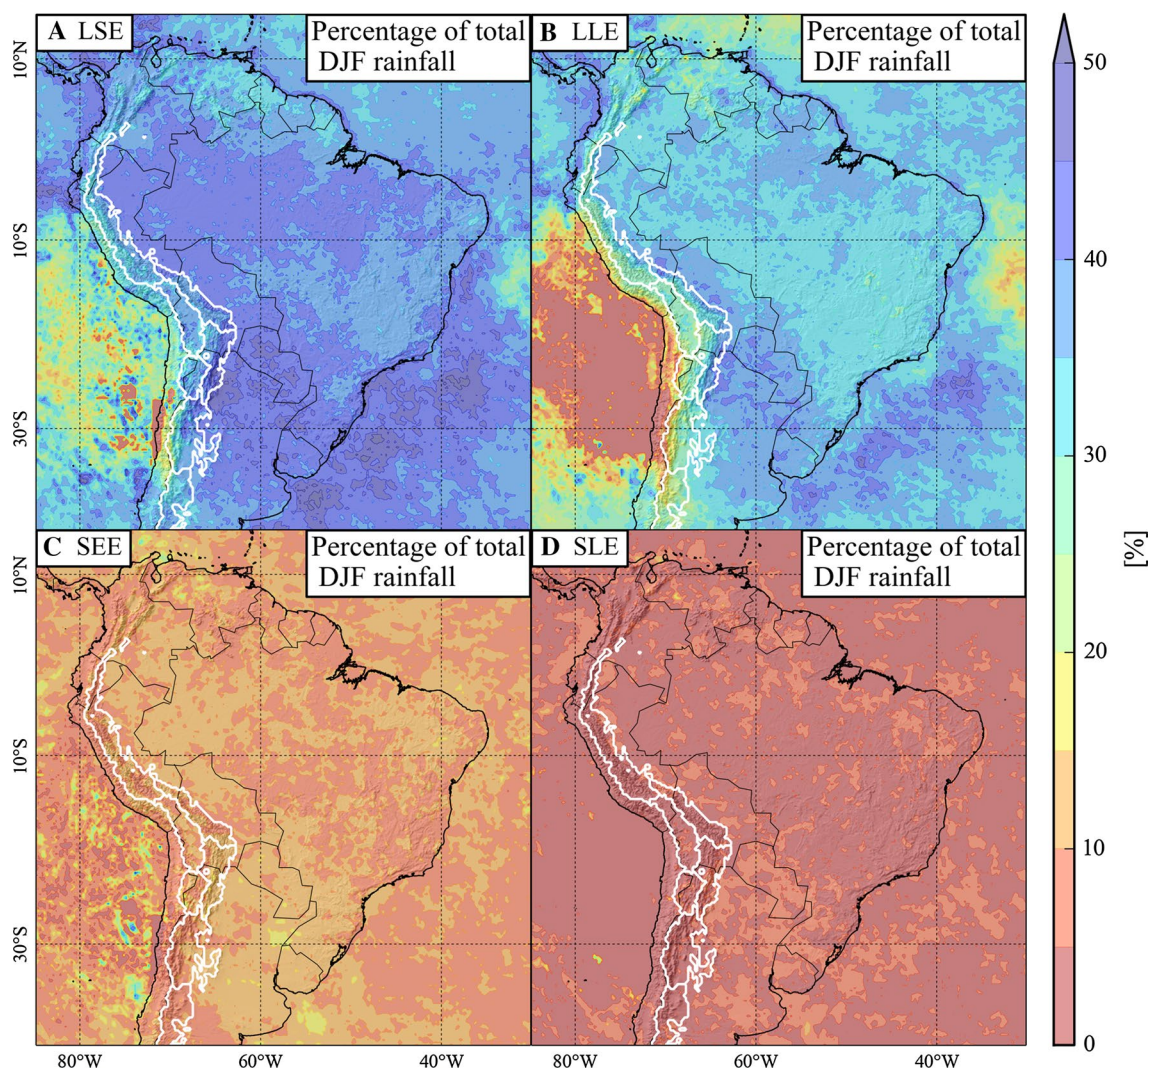 A LSE
Percentage of total
DJF rainfall
B LLE
Percentage of total
DJF rainfall
10°N
10°S
30°S
C SEE
Percentage of total
DJF rainfall
D SLE
Percentage of total
DJF rainfall
10°N
10°S
30°S
80°W
60°W
40°W
80°W
60°W
40°W
50
40
30
20
10
0
[%]